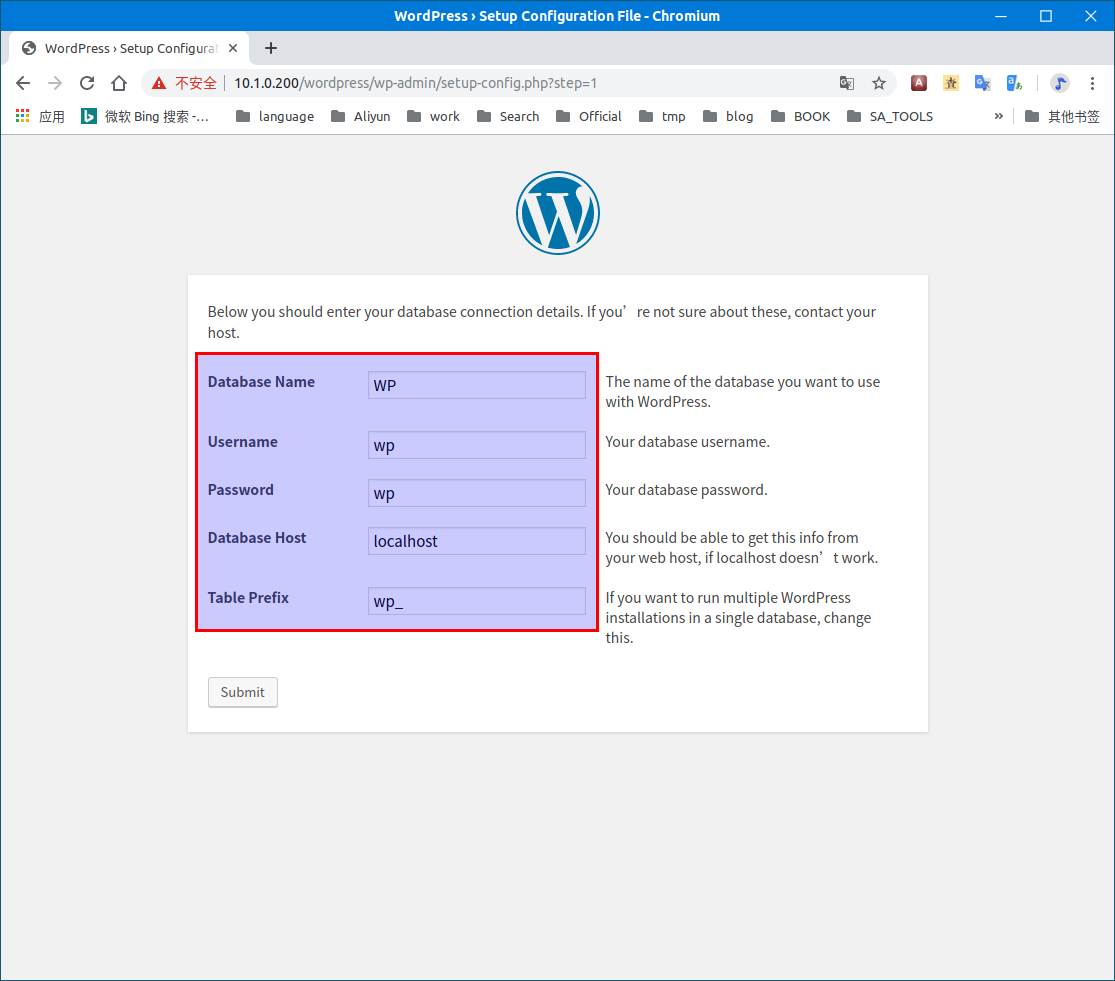 WordPress › Setup Configuration File - Chromium
WordPress › Setup Configurat
不安全 10.1.0.200/wordpress/wp-admin/setup-config.php?step=1
应用 微软 Bing 搜索 -... language Aliyun work Search Official tmp blog BOOK SA_TOOLS » 其他书签
Below you should enter your database connection details. If you’re not sure about these, contact your
host.
Database Name WP The name of the database you want to use
with WordPress.
Username wp Your database username.
Password wp Your database password.
Database Host localhost You should be able to get this info from
your web host, if localhost doesn’t work.
Table Prefix wp_ If you want to run multiple WordPress
installations in a single database, change
this.
Submit